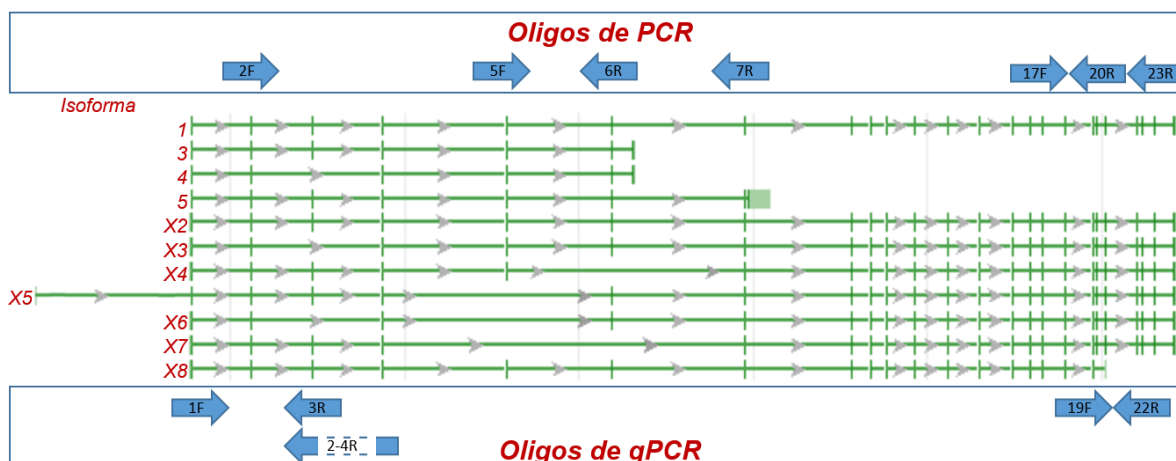 Oligos de PCR
2F 5F 6R 7R 17F 20R 23R
Isoforma
1
3
4
5
X2
X3
X4
X5
X6
X7
X8
1F 3R 19F 22R
2-4R
Oligos de qPCR